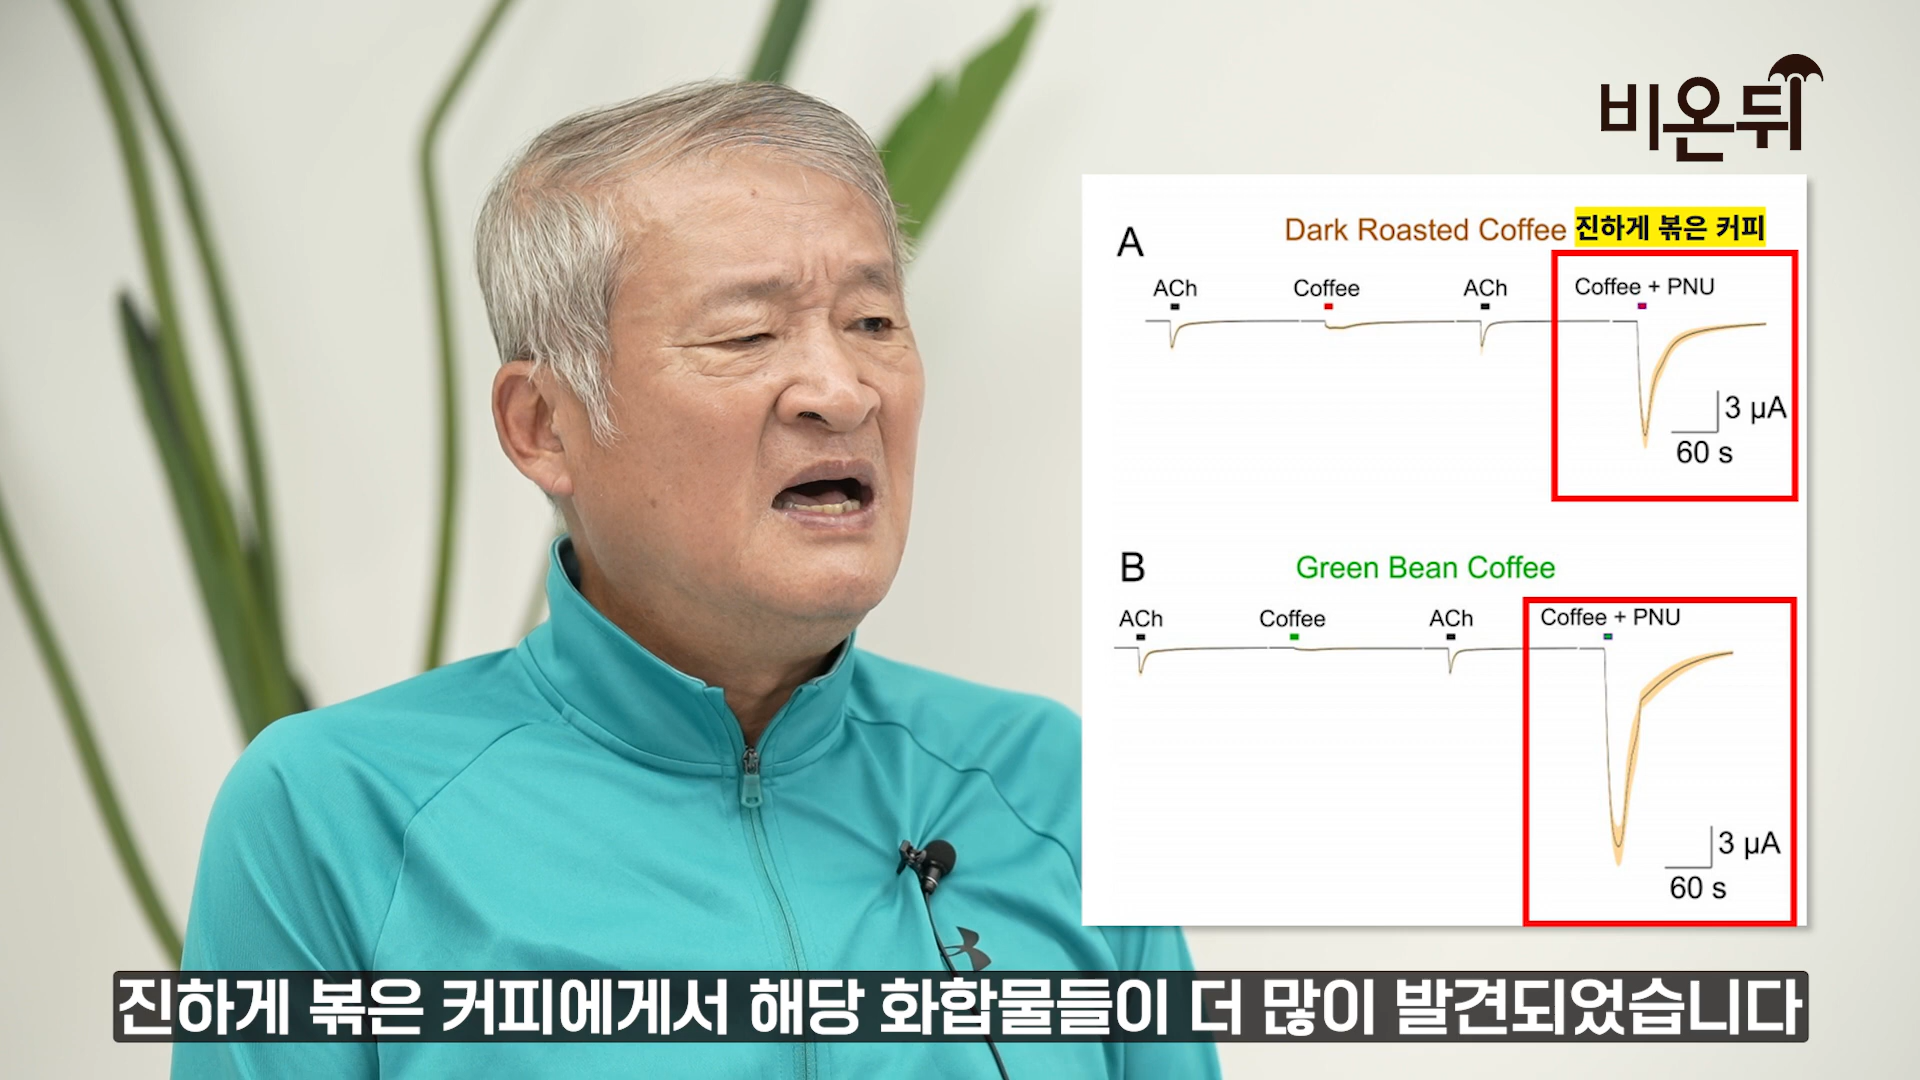 비온뒤
A
Dark Roasted Coffee 진하게 볶은 커피
ACh Coffee ACh Coffee + PNU
3 µA
60 s
B
Green Bean Coffee
ACh Coffee ACh Coffee + PNU
3 µA
60 s
진하게 볶은 커피에게서 해당 화합물들이 더 많이 발견되었습니다